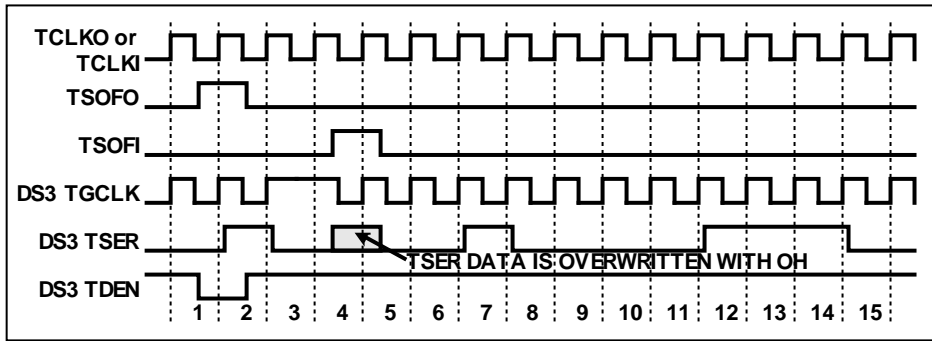 TCLKO or
TCLKI
TSOFO
TSOFI
DS3 TGCLK
DS3 TSER
TSER DATA IS OVERWRITTEN WITH OH
DS3 TDEN
1 2 3 4 5 6 7 8 9 10 11 12 13 14 15